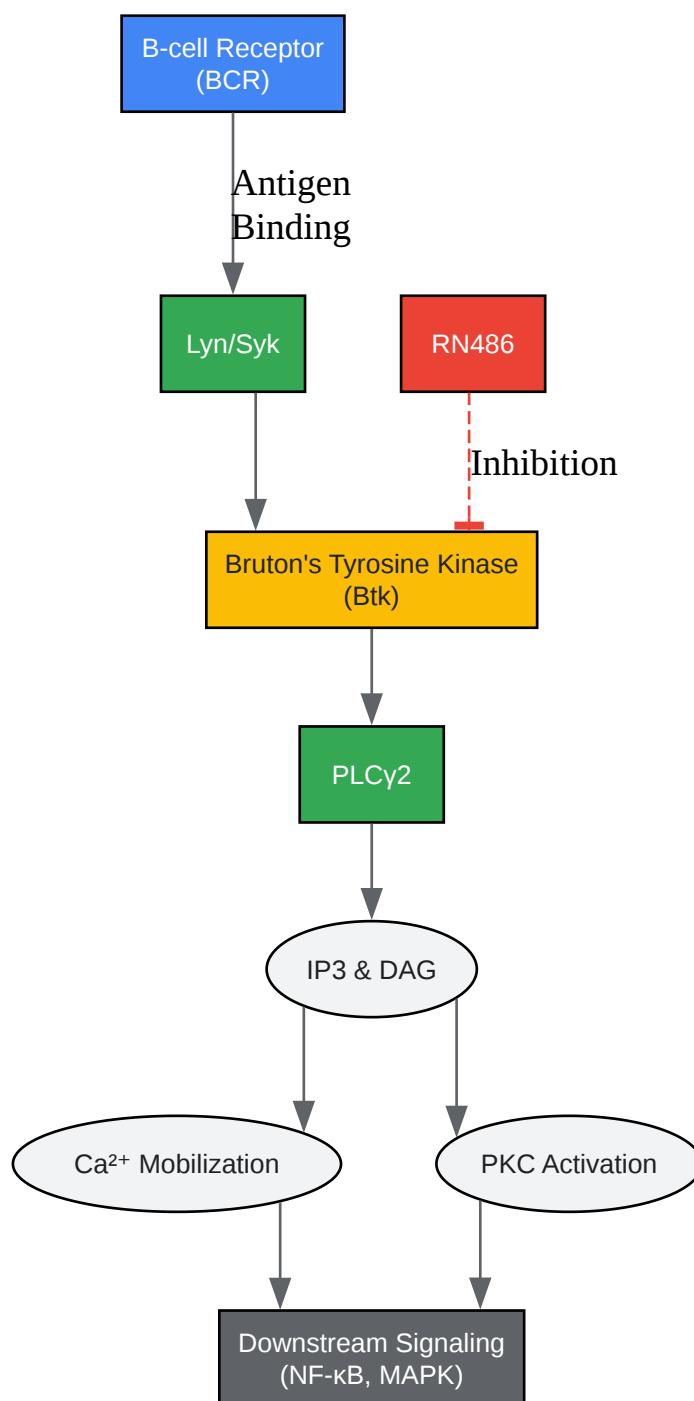 B-cell Receptor
(BCR)
Antigen
Binding
Lyn/Syk
RN486
Inhibition
Bruton's Tyrosine Kinase
(Btk)
PLCγ2
IP3 & DAG
Ca²⁺ Mobilization
PKC Activation
Downstream Signaling
(NF-κB, MAPK)